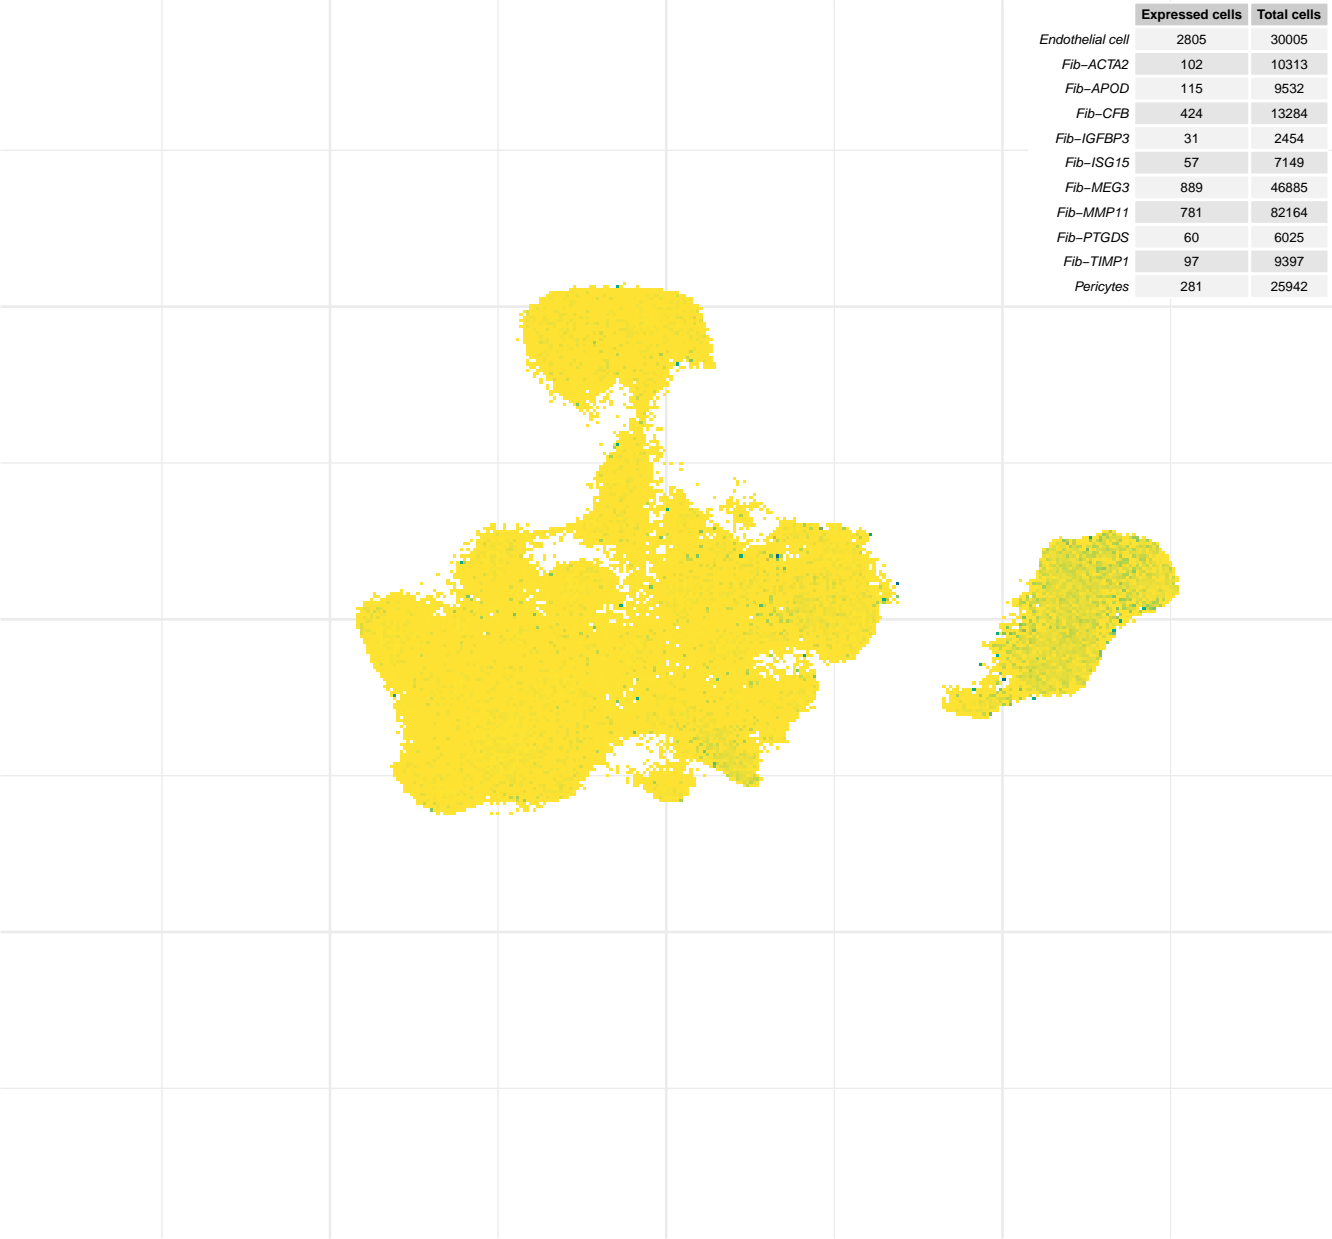 Expressed cells Total cells
Endothelial cell 2805 30005
Fib−ACTA2 102 10313
Fib−APOD 115 9532
Fib−CFB 424 13284
Fib−IGFBP3 31 2454
Fib−ISG15 57 7149
Fib−MEG3 889 46885
Fib−MMP11 781 82164
Fib−PTGDS 60 6025
Fib−TIMP1 97 9397
Pericytes 281 25942